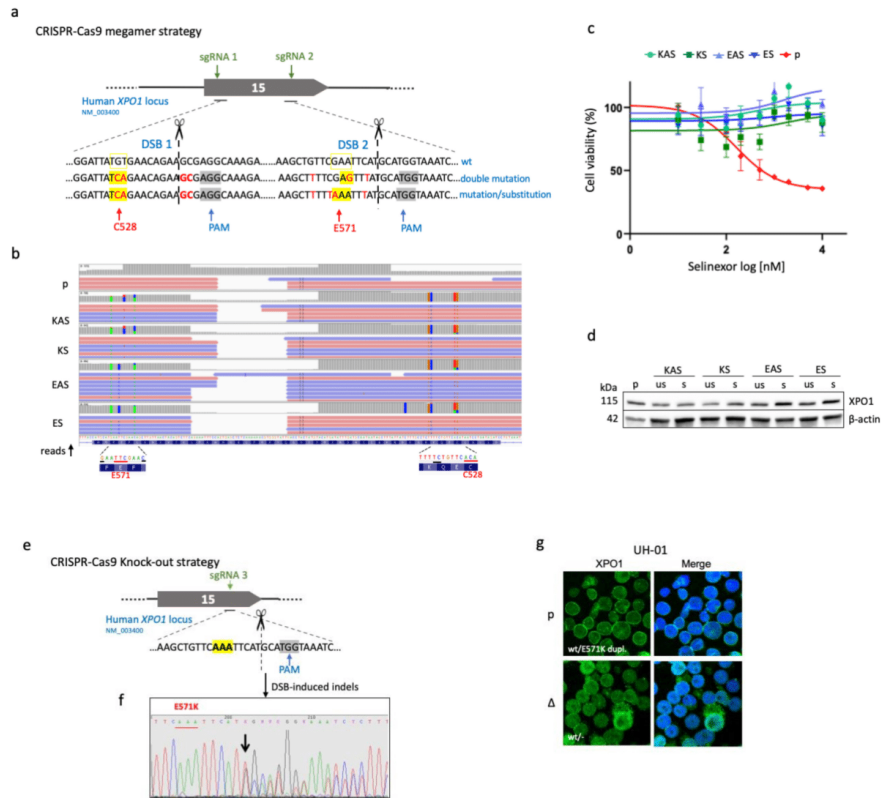 a
CRISPR-Cas9 megamer strategy
sgRNA 1
sgRNA 2
15
Human XPO1 locus
NM_003400
DSB 1
DSB 2
...GGATTATGTGAACAGAAGCGAGGCAAAGA......AAGCTGTTCGAATTCATGCATGGTAAATC... wt
...GGATTATCAGAACAGAAGCGAGGCAAAGA......AAGCTTTTCGAGTTTATGCATGGTAAATC... double mutation
...GGATTATCAGAACAGAAGCGAGGCAAAGA......AAGCTTTTTAAATTTATGCATGGTAAATC... mutation/substitution
C528
PAM
E571
PAM
b
p
KAS
KS
EAS
ES
reads
E571
C528
c
KAS KS EAS ES p
Cell viability (%)
100
50
0
0 1 2 3 4 5
Selinexor log [nM]
d
KAS KS EAS ES
kDa p us s us s us s us s
115 XPO1
42 β-actin
e
CRISPR-Cas9 Knock-out strategy
sgRNA 3
15
Human XPO1 locus
NM_003400
...AAGCTGTTCAAATTCATGCATGGTAAATC...
PAM
DSB-induced indels
f
E571K
g
UH-01
XPO1 Merge
p
wt/E571K dupl.
Δ
wt/-